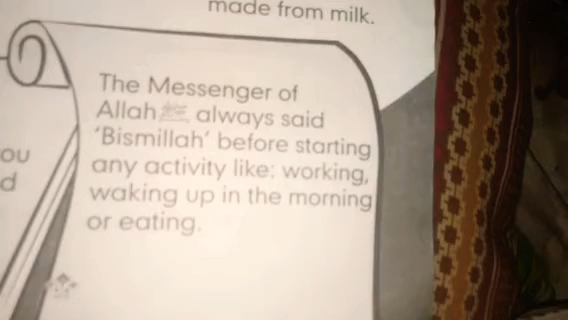 made from milk.
The Messenger of
Allah ﷺ always said
'Bismillah' before starting
any activity like: working,
waking up in the morning
or eating.
ou
d